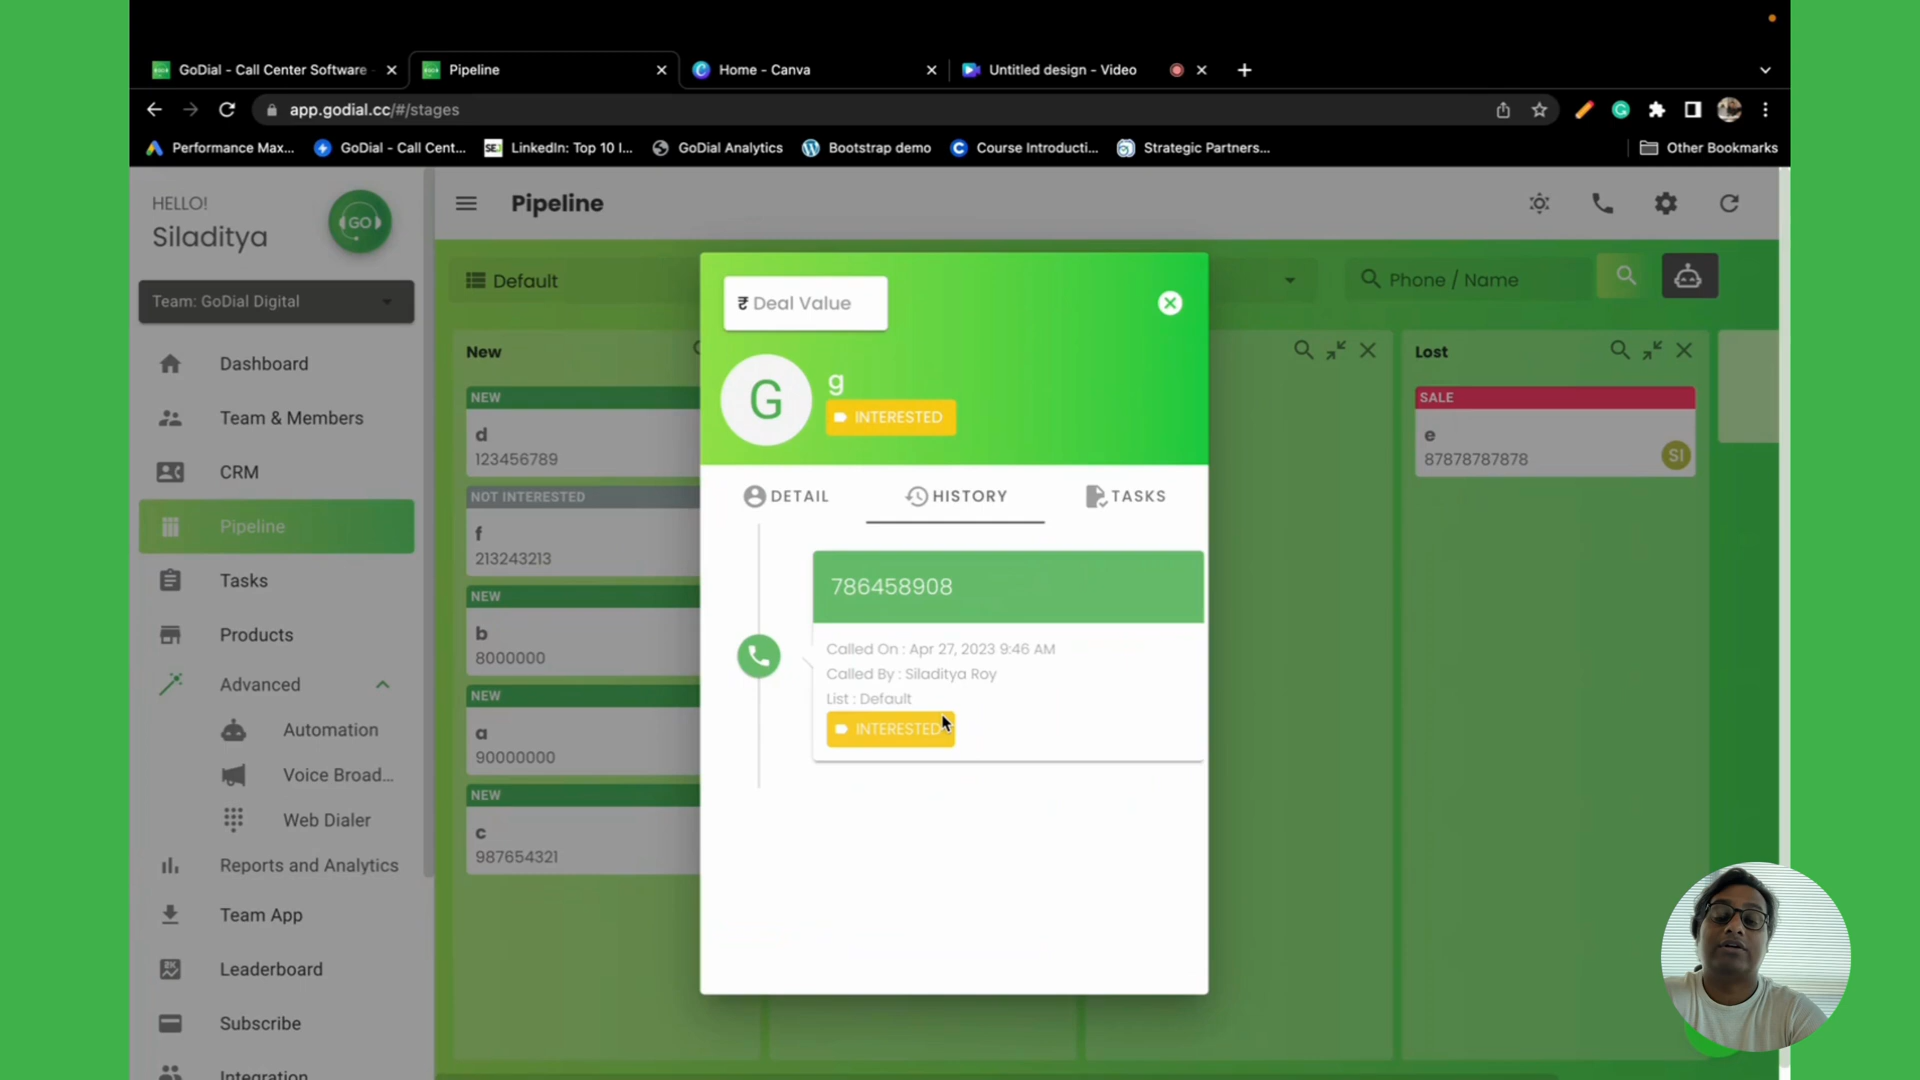 GoDial - Call Center Software
Pipeline
Home - Canva
Untitled design - Video
app.godial.cc/#/stages
Performance Max...
GoDial - Call Cent...
LinkedIn: Top 10 I...
GoDial Analytics
Bootstrap demo
Course Introducti...
Strategic Partners...
Other Bookmarks
HELLO!
Siladitya
GO
Team: GoDial Digital
Dashboard
Team & Members
CRM
Pipeline
Tasks
Products
Advanced
Automation
Voice Broad...
Web Dialer
Reports and Analytics
Team App
Leaderboard
Subscribe
Integration
Pipeline
Default
Phone / Name
New
NEW
d
123456789
NOT INTERESTED
f
213243213
NEW
b
8000000
NEW
a
90000000
NEW
c
987654321
₹ Deal Value
G
g
INTERESTED
DETAIL
HISTORY
TASKS
786458908
Called On : Apr 27, 2023 9:46 AM
Called By : Siladitya Roy
List : Default
INTERESTED
Lost
SALE
e
87878787878
SI